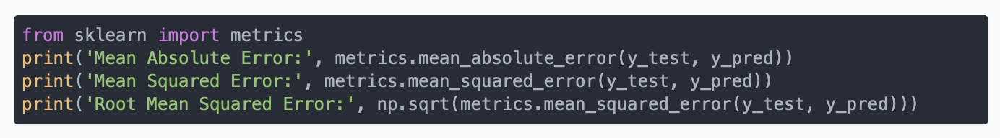 from sklearn import metrics
print('Mean Absolute Error:', metrics.mean_absolute_error(y_test, y_pred))
print('Mean Squared Error:', metrics.mean_squared_error(y_test, y_pred))
print('Root Mean Squared Error:', np.sqrt(metrics.mean_squared_error(y_test, y_pred)))